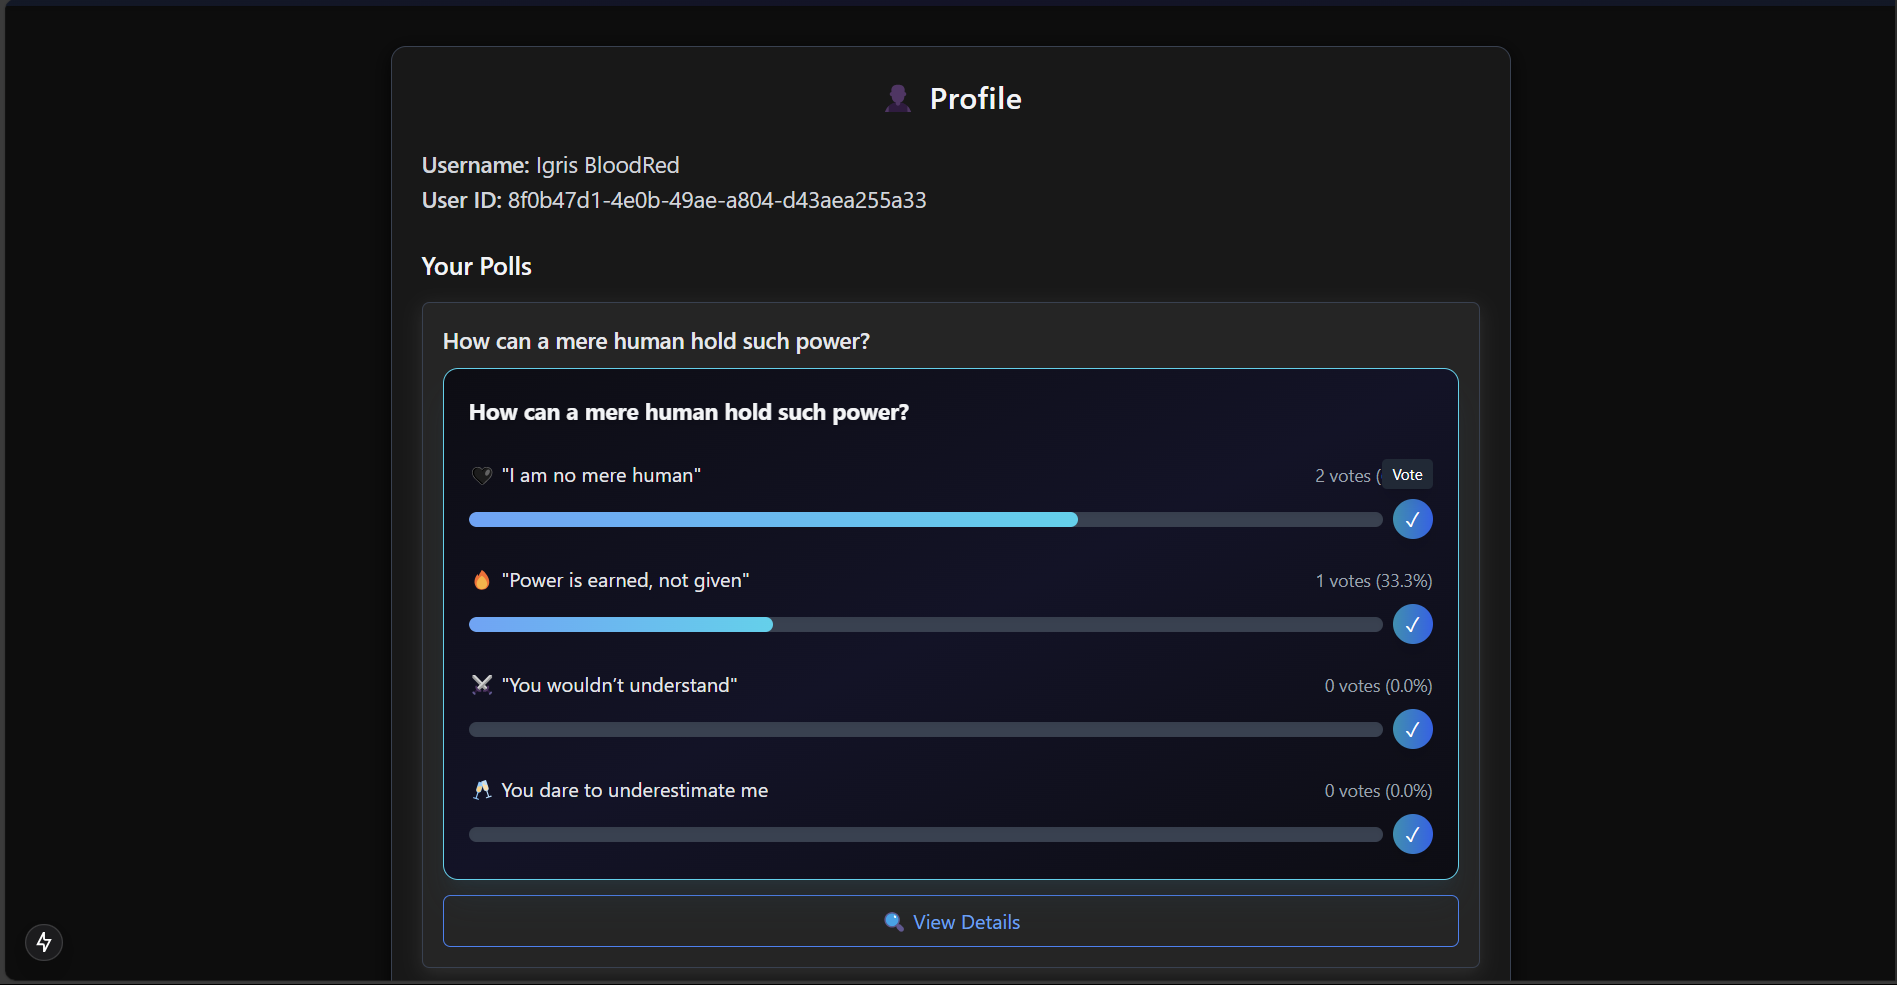 Profile
Username: Igris BloodRed
User ID: 8f0b47d1-4e0b-49ae-a804-d43aea255a33
Your Polls
How can a mere human hold such power?
How can a mere human hold such power?
"I am no mere human"
2 votes (
Vote
✓
"Power is earned, not given"
1 votes (33.3%)
✓
"You wouldn’t understand"
0 votes (0.0%)
✓
You dare to underestimate me
0 votes (0.0%)
✓
View Details